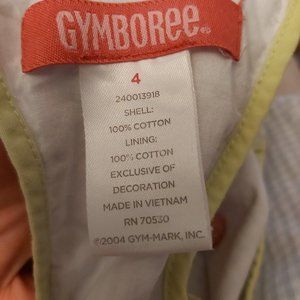 GYMBOREE
4
240013918
SHELL:
100% COTTON
LINING:
100% COTTON
EXCLUSIVE OF
DECORATION
MADE IN VIETNAM
RN 70530
©2004 GYM-MARK, INC.